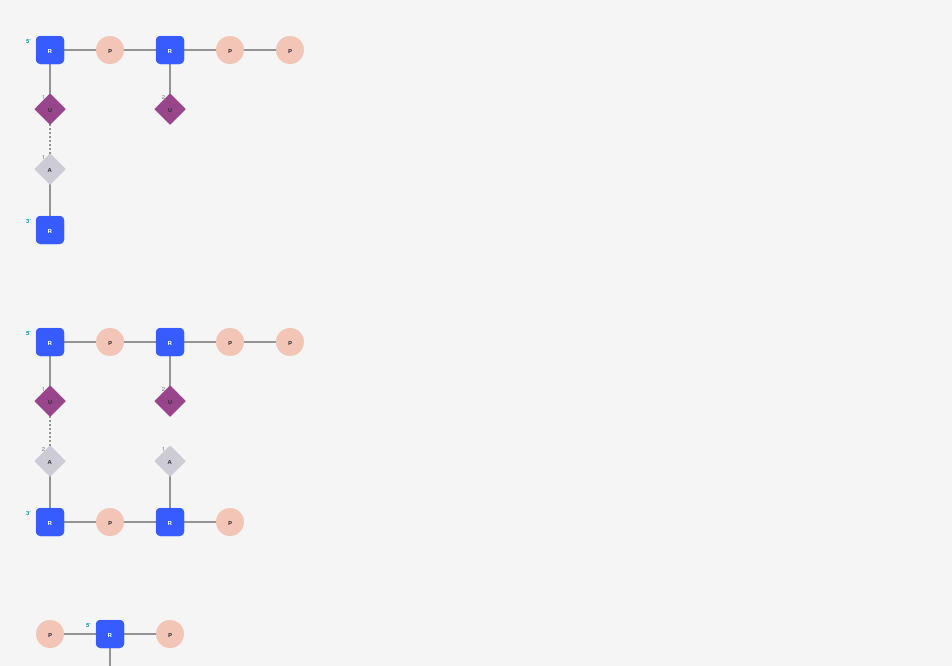 5' R P R P P
1 U 2 U
1 A
3' R
5' R P R P P
1 U 2 U
2 A 1 A
3' R P R P
P 5' R P